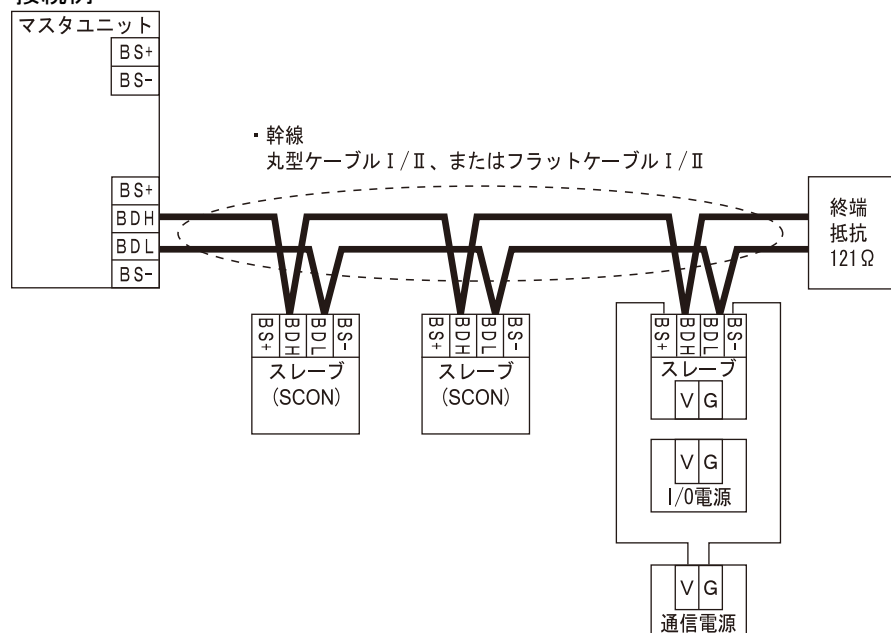 マスタユニット
BS+
BS-
・幹線
丸型ケーブルⅠ/Ⅱ、またはフラットケーブルⅠ/Ⅱ
BS+
BDH
BDL
BS-
終端
抵抗
121Ω
BS+ BDH BDL BS-
スレーブ
(SCON)
BS+ BDH BDL BS-
スレーブ
(SCON)
BS+ BDH BDL BS-
スレーブ
V G
V G
I/O電源
V G
通信電源